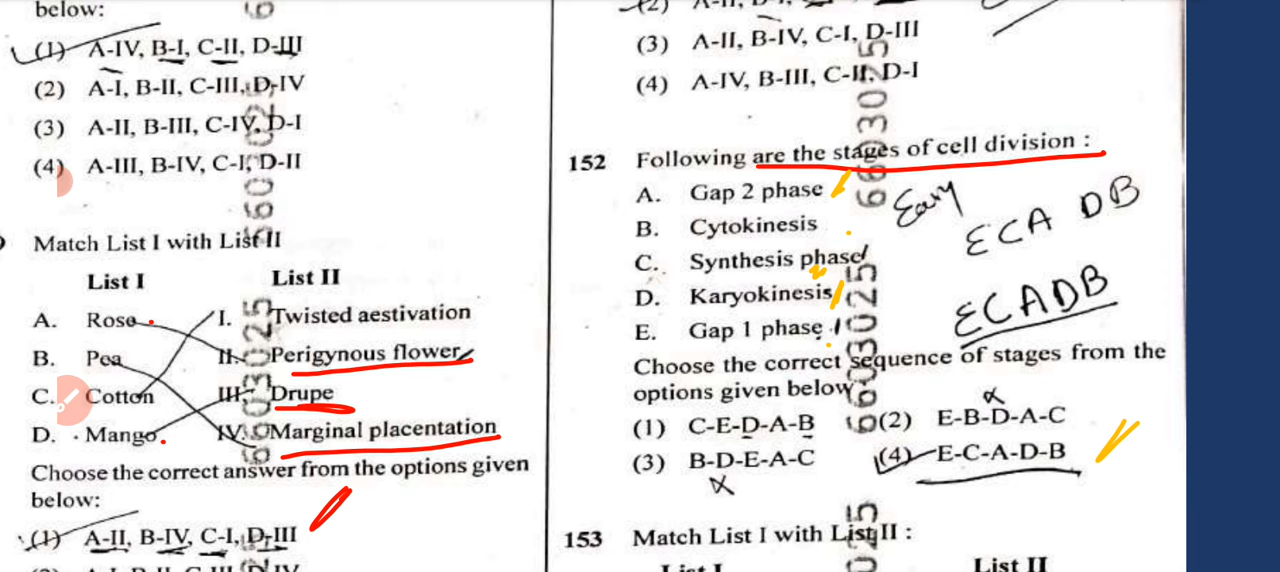 below:
(1) A-IV, B-I, C-II, D-III
(2) A-I, B-II, C-III, D-IV
(3) A-II, B-III, C-IV, D-I
(4) A-III, B-IV, C-I, D-II
Match List I with List II
List I List II
A. Rose I. Twisted aestivation
B. Pea II. Perigynous flower
C. Cotton III. Drupe
D. Mango IV. Marginal placentation
Choose the correct answer from the options given
below:
(1) A-II, B-IV, C-I, D-III
(3) A-II, B-IV, C-I, D-III
(4) A-IV, B-III, C-II, D-I
152 Following are the stages of cell division :
A. Gap 2 phase
B. Cytokinesis
C. Synthesis phase
D. Karyokinesis
E. Gap 1 phase
Easy
ECA DB
ECADB
Choose the correct sequence of stages from the
options given below
(1) C-E-D-A-B (2) E-B-D-A-C
(3) B-D-E-A-C (4) E-C-A-D-B
153 Match List I with List II :
List I List II
6603025
6603025